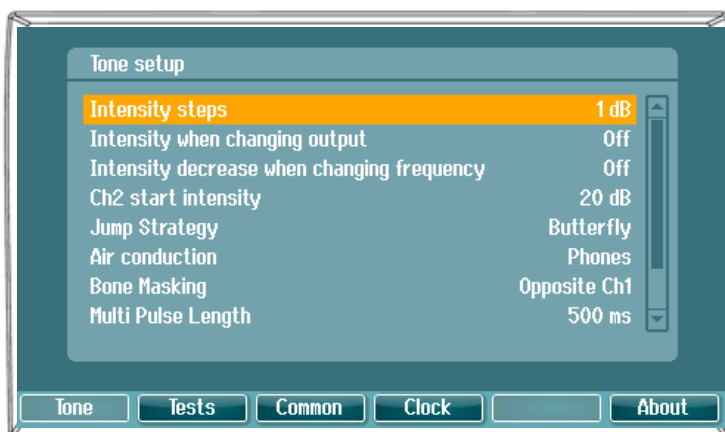 Tone setup
Intensity steps 1 dB
Intensity when changing output Off
Intensity decrease when changing frequency Off
Ch2 start intensity 20 dB
Jump Strategy Butterfly
Air conduction Phones
Bone Masking Opposite Ch1
Multi Pulse Length 500 ms
Tone Tests Common Clock About